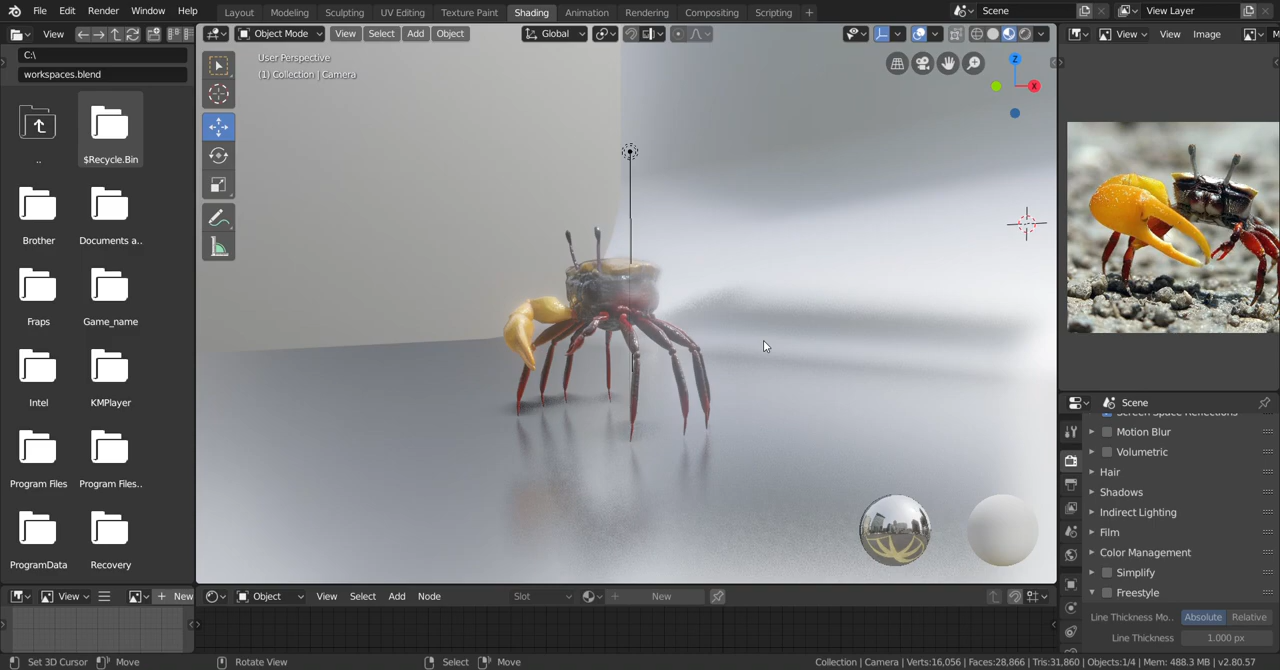 File Edit Render Window Help Layout Modeling Sculpting UV Editing Texture Paint Shading Animation Rendering Compositing Scripting + Scene View Layer
View Object Mode View Select Add Object Global View View Image
C:\
workspaces.blend
User Perspective
(1) Collection | Camera
Z
X
..
$Recycle.Bin
Brother
Documents a..
Fraps
Game_name
Intel
KMPlayer
Program Files
Program Files..
ProgramData
Recovery
Scene
Motion Blur
Volumetric
Hair
Shadows
Indirect Lighting
Film
Color Management
Simplify
Freestyle
Line Thickness Mo.. Absolute Relative
Line Thickness 1.000 px
View + New Object View Select Add Node Slot + New
Set 3D Cursor Move Rotate View Select Move Collection | Camera | Verts:16,056 | Faces:28,866 | Tris:31,860 | Objects:1/4 | Mem: 488.3 MB | v2.80.57